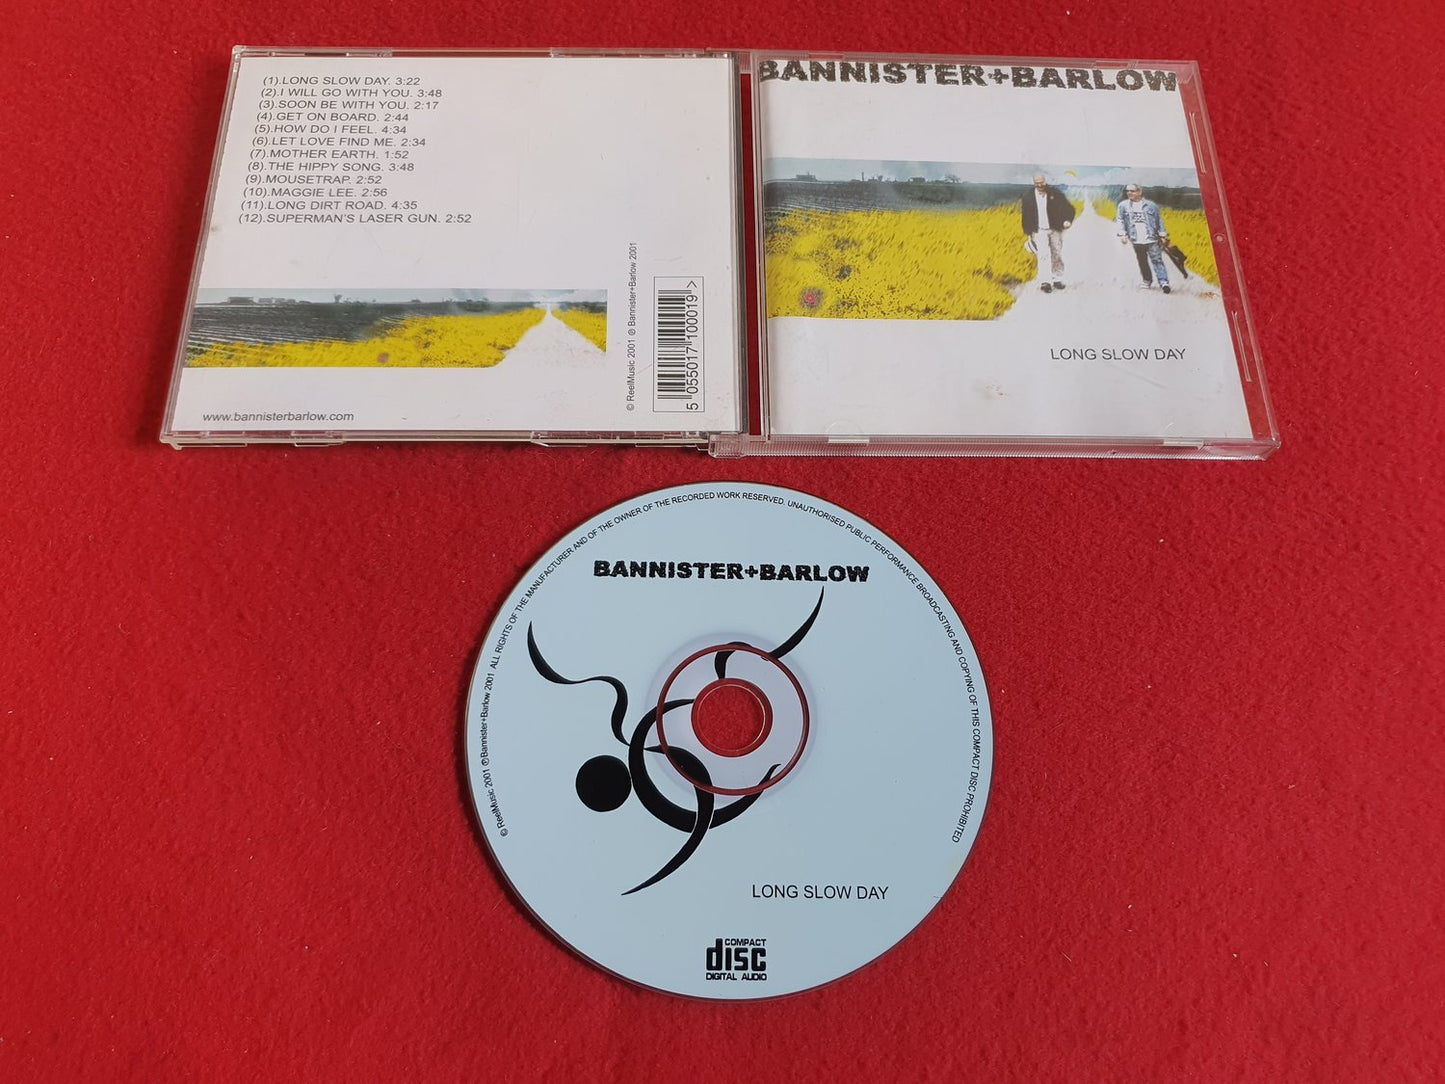 (1).LONG SLOW DAY. 3:22
(2).I WILL GO WITH YOU. 3:48
(3).SOON BE WITH YOU. 2:17
(4).GET ON BOARD. 2:44
(5).HOW DO I FEEL. 4:34
(6).LET LOVE FIND ME. 2:34
(7).MOTHER EARTH. 1:52
(8).THE HIPPY SONG. 3:48
(9).MOUSETRAP. 2:52
(10).MAGGIE LEE. 2:56
(11).LONG DIRT ROAD. 4:35
(12).SUPERMAN'S LASER GUN. 2:52
www.bannisterbarlow.com
© ReelMusic 2001 ℗ Bannister+Barlow 2001
5 055017 100019 >
BANNISTER+BARLOW
LONG SLOW DAY
© ReelMusic 2001 ℗ Bannister+Barlow 2001 ALL RIGHTS OF THE MANUFACTURER AND OF THE OWNER OF THE RECORDED WORK RESERVED. UNAUTHORISED PUBLIC PERFORMANCE BROADCASTING AND COPYING OF THIS COMPACT DISC PROHIBITED
BANNISTER+BARLOW
LONG SLOW DAY
COMPACT
disc
DIGITAL AUDIO